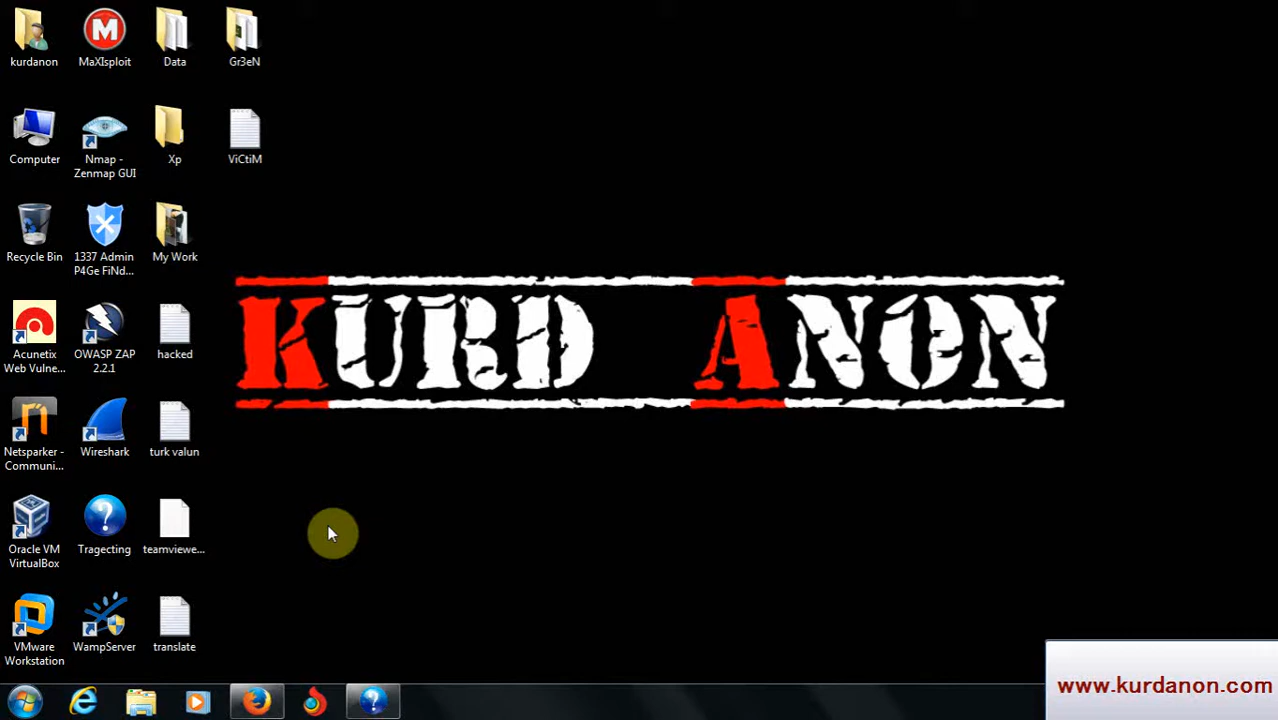 kurdanon
MaXIsploit
Data
Gr3eN
Computer
Nmap -
Zenmap GUI
Xp
ViCtiM
Recycle Bin
1337 Admin
P4Ge FiNd...
My Work
Acunetix
Web Vulne...
OWASP ZAP
2.2.1
hacked
Netsparker -
Communi...
Wireshark
turk valun
Oracle VM
VirtualBox
Tragecting
teamviewe...
VMware
Workstation
WampServer
translate
KURD ANON
www.kurdanon.com